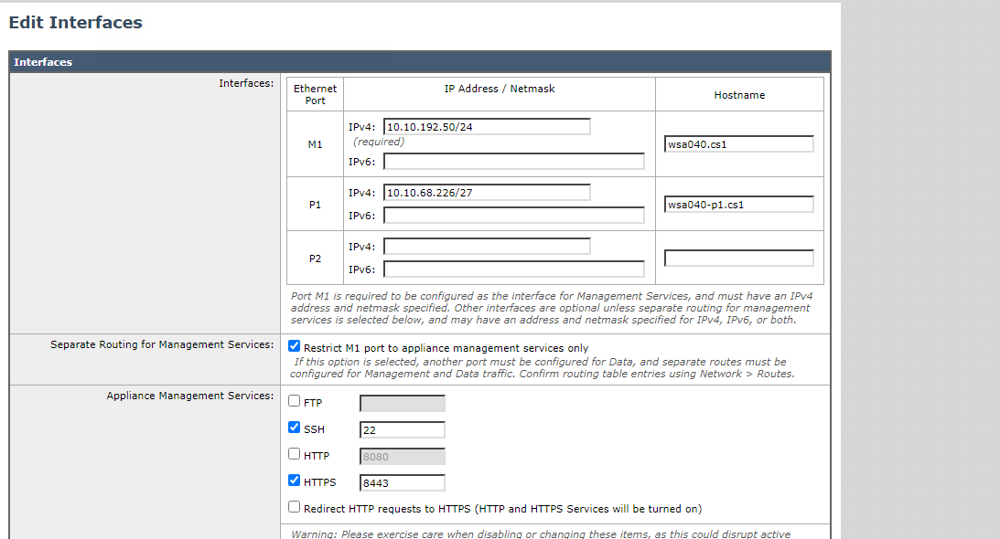 Edit Interfaces
Interfaces
Interfaces:
Ethernet Port
IP Address / Netmask
Hostname
M1
IPv4: 10.10.192.50/24
(required)
IPv6:
wsa040.cs1
P1
IPv4: 10.10.68.226/27
IPv6:
wsa040-p1.cs1
P2
IPv4:
IPv6:
Port M1 is required to be configured as the interface for Management Services, and must have an IPv4
address and netmask specified. Other interfaces are optional unless separate routing for management
services is selected below, and may have an address and netmask specified for IPv4, IPv6, or both.
Separate Routing for Management Services:
Restrict M1 port to appliance management services only
If this option is selected, another port must be configured for Data, and separate routes must be
configured for Management and Data traffic. Confirm routing table entries using Network > Routes.
Appliance Management Services:
FTP
SSH 22
HTTP 8080
HTTPS 8443
Redirect HTTP requests to HTTPS (HTTP and HTTPS Services will be turned on)
Warning: Please exercise care when disabling or changing these items, as this could disrupt active